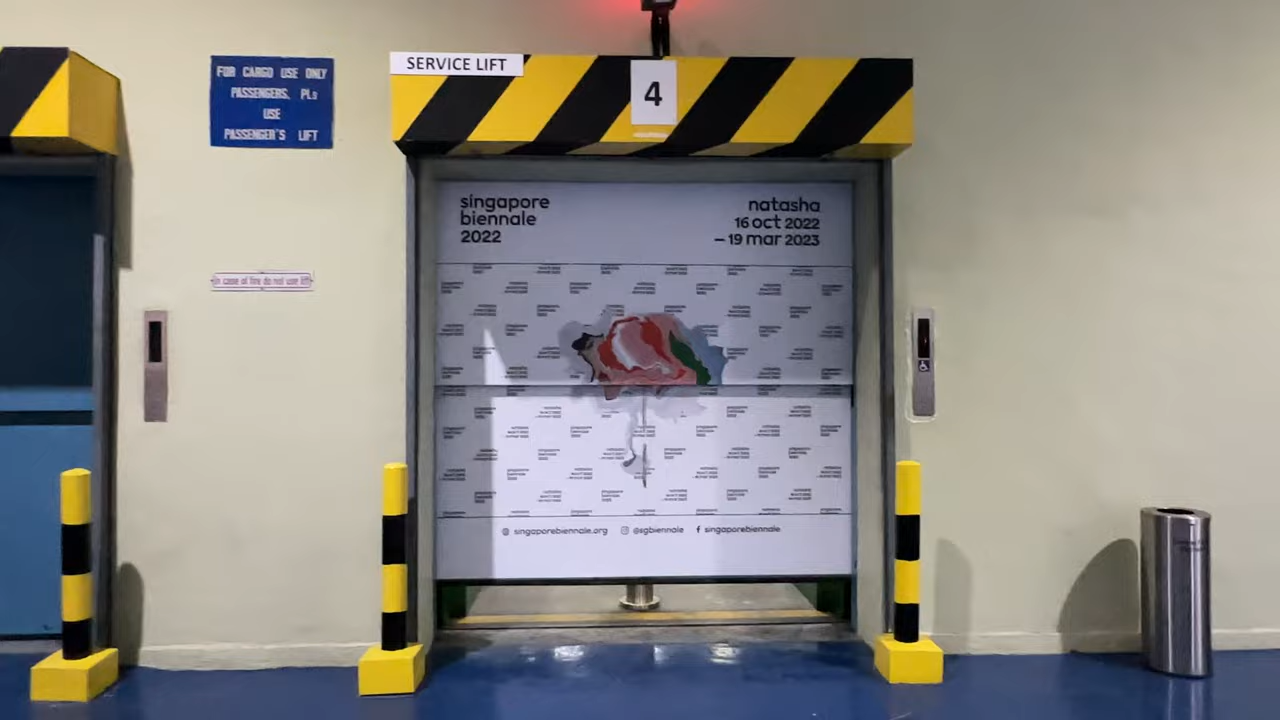 SERVICE LIFT
4
FOR CARGO USE ONLY
PASSENGERS, PLs
USE
PASSENGER'S LIFT
In case of fire do not use lift
singapore
biennale
2022
natasha
16 oct 2022
– 19 mar 2023
singaporebiennale.org @sgbiennale singaporebiennale